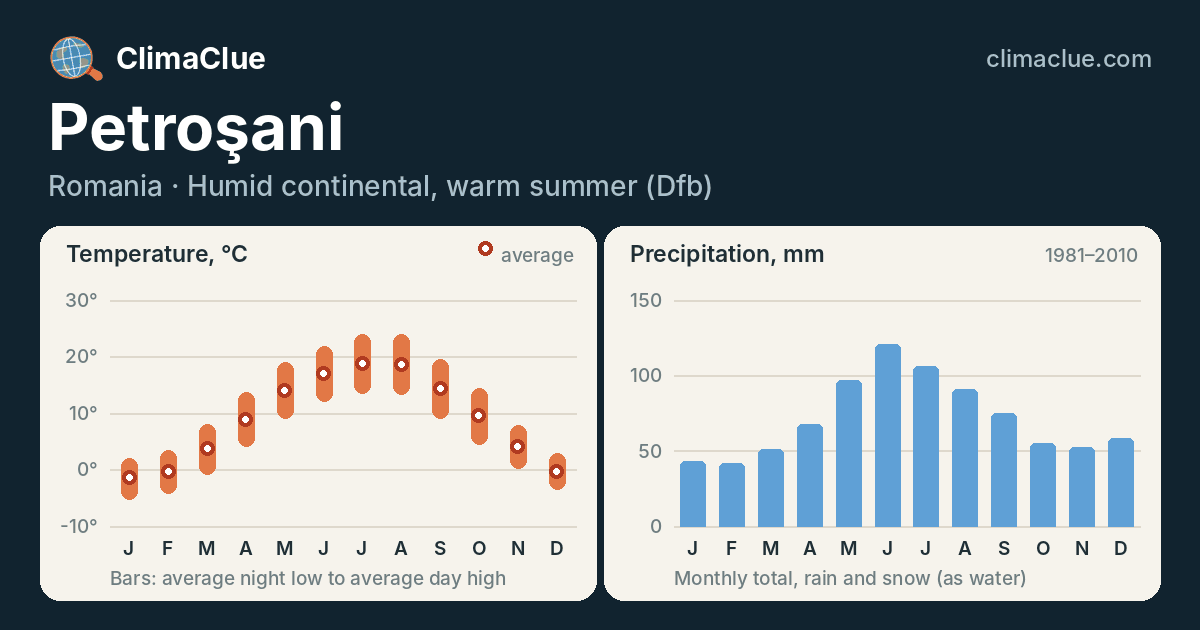 ClimaClue
climaclue.com
Petroşani
Romania · Humid continental, warm summer (Dfb)
Temperature, °C
average
30°
20°
10°
0°
-10°
J F M A M J J A S O N D
Bars: average night low to average day high
Precipitation, mm
1981–2010
150
100
50
0
J F M A M J J A S O N D
Monthly total, rain and snow (as water)